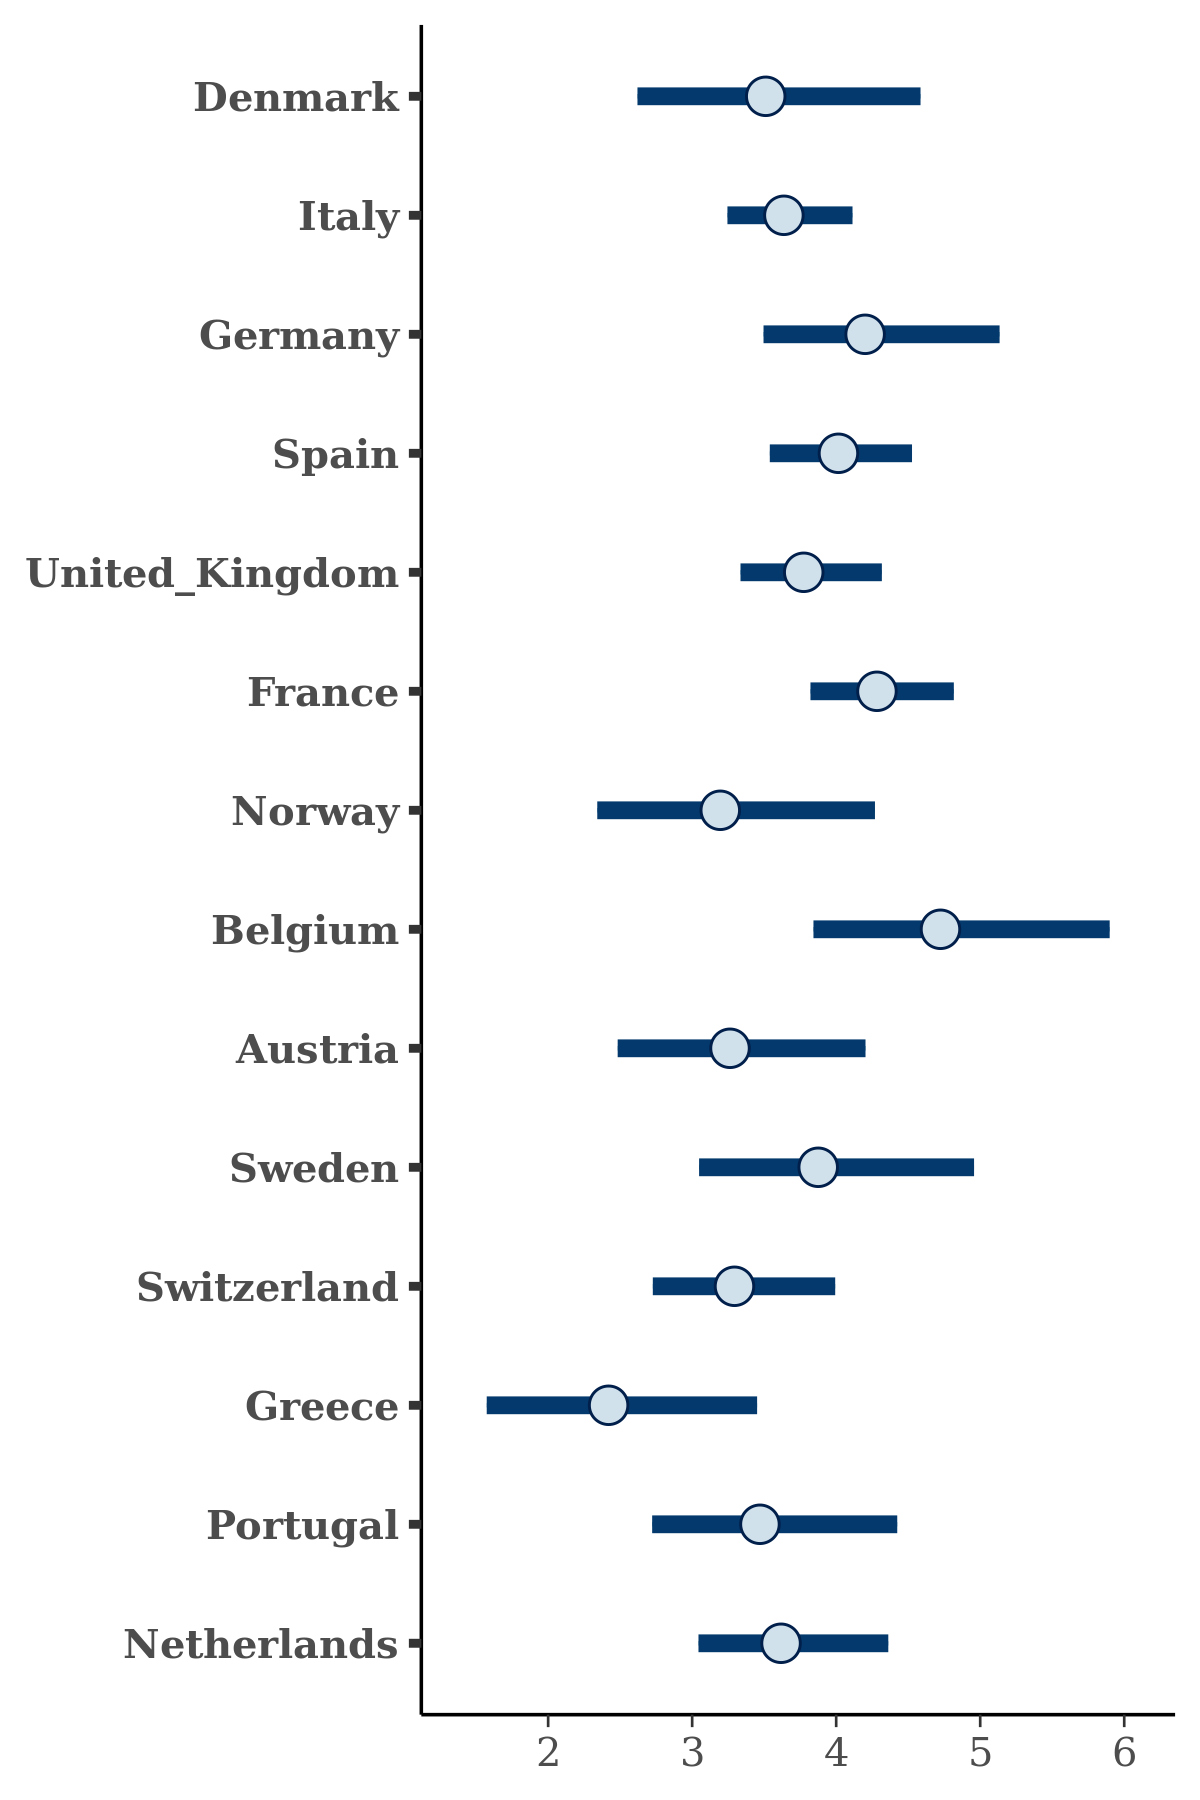 Denmark
Italy
Germany
Spain
United_Kingdom
France
Norway
Belgium
Austria
Sweden
Switzerland
Greece
Portugal
Netherlands
2 3 4 5 6